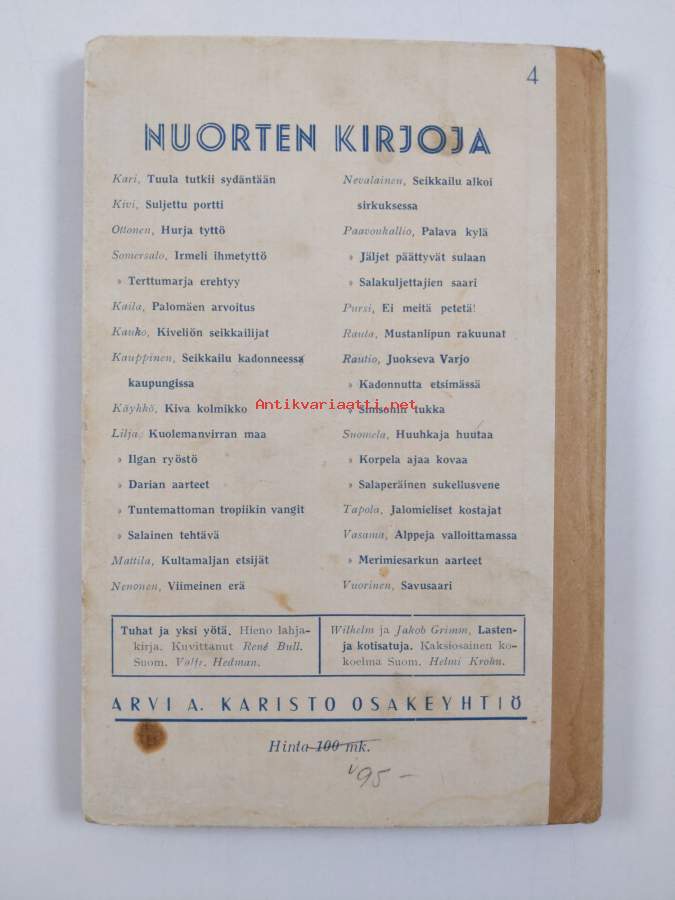 4
NUORTEN KIRJOJA
Kari, Tuula tutkii sydäntään
Kivi, Suljettu portti
Ottonen, Hurja tyttö
Somersalo, Irmeli ihmetyttö
» Terttumarja erehtyy
Kaila, Palomäen arvoitus
Kauko, Kiveliön seikkailijat
Kauppinen, Seikkailu kadonneessa
kaupungissa
Käyhkö, Kiva kolmikko
Lilja, Kuolemanvirran maa
» Ilgan ryöstö
» Darian aarteet
» Tuntemattoman tropiikin vangit
» Salainen tehtävä
Mattila, Kultamaljan etsijät
Nenonen, Viimeinen erä
Nevalainen, Seikkailu alkoi
sirkuksessa
Paavonkallio, Palava kylä
» Jäljet päättyvät sulaan
» Salakuljettajien saari
Pursi, Ei meitä petetä!
Rauta, Mustanlipun rakuunat
Rautio, Juokseva Varjo
» Kadonnutta etsimässä
» Simsonin tukka
Suomela, Huuhkaja huutaa
» Korpela ajaa kovaa
» Salaperäinen sukellusvene
Tapola, Jalomieliset kostajat
Vasama, Alppeja valloittamassa
» Merimiesarkun aarteet
Vuorinen, Savusaari
Antikvariaatti.net
Tuhat ja yksi yötä. Hieno lahja-
kirja. Kuvittanut René Bull.
Suom. Valfr. Hedman.
Wilhelm ja Jakob Grimm, Lasten-
ja kotisatuja. Kaksiosainen ko-
koelma Suom. Helmi Krohn.
ARVI A. KARISTO OSAKEYHTIÖ
Hinta 100 mk.
95 –